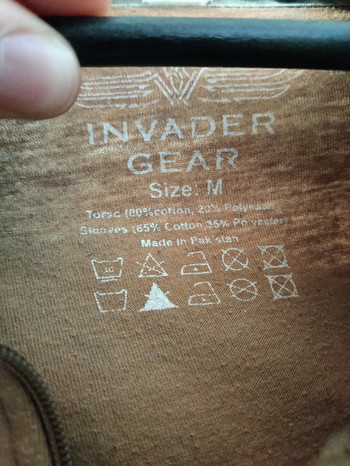 INVADER
GEAR
Size: M
Torso (80%cotton, 20% Polyester)
Sleeves (65% Cotton 35% Polyester)
Made in Pakistan